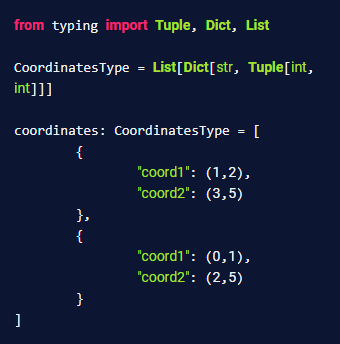 from typing import Tuple, Dict, List
CoordinatesType = List[Dict[str, Tuple[int,
int]]]
coordinates: CoordinatesType = [
{
"coord1": (1,2),
"coord2": (3,5)
},
{
"coord1": (0,1),
"coord2": (2,5)
}
]